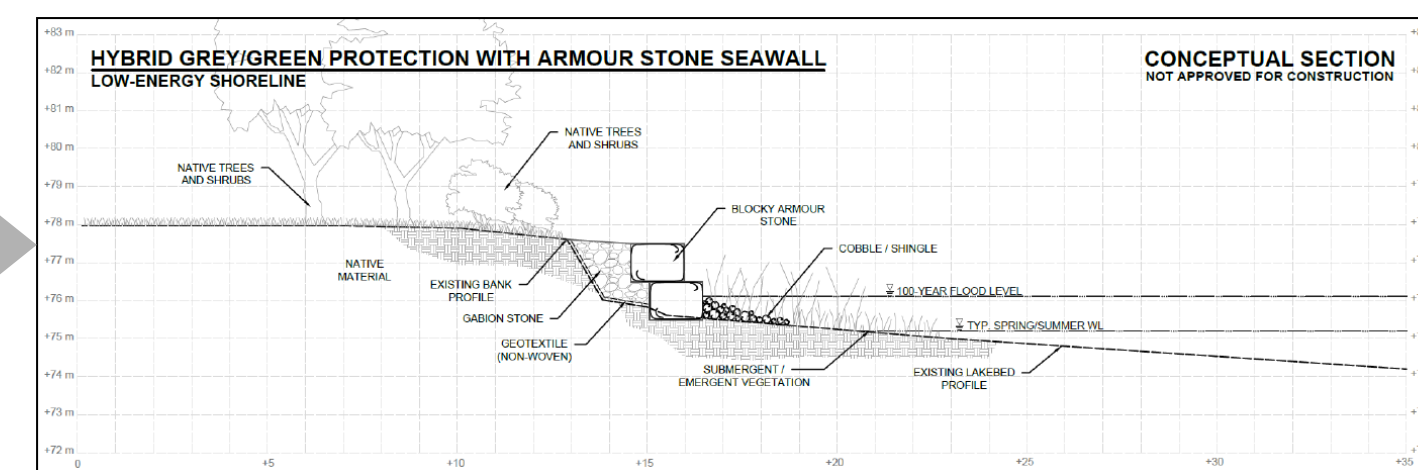 +83 m
HYBRID GREY/GREEN PROTECTION WITH ARMOUR STONE SEAWALL
LOW-ENERGY SHORELINE
CONCEPTUAL SECTION
NOT APPROVED FOR CONSTRUCTION
+82 m
+81 m
+80 m
NATIVE TREES
AND SHRUBS
NATIVE TREES
AND SHRUBS
+79 m
+78 m
BLOCKY ARMOUR
STONE
COBBLE / SHINGLE
+77 m
NATIVE
MATERIAL
EXISTING BANK
PROFILE
+76 m
100-YEAR FLOOD LEVEL
GABION STONE
TYP. SPRING/SUMMER WL
+75 m
GEOTEXTILE
(NON-WOVEN)
SUBMERGENT /
EMERGENT VEGETATION
EXISTING LAKEBED
PROFILE
+74 m
+73 m
+72 m
0
+5
+10
+15
+20
+25
+30
+35